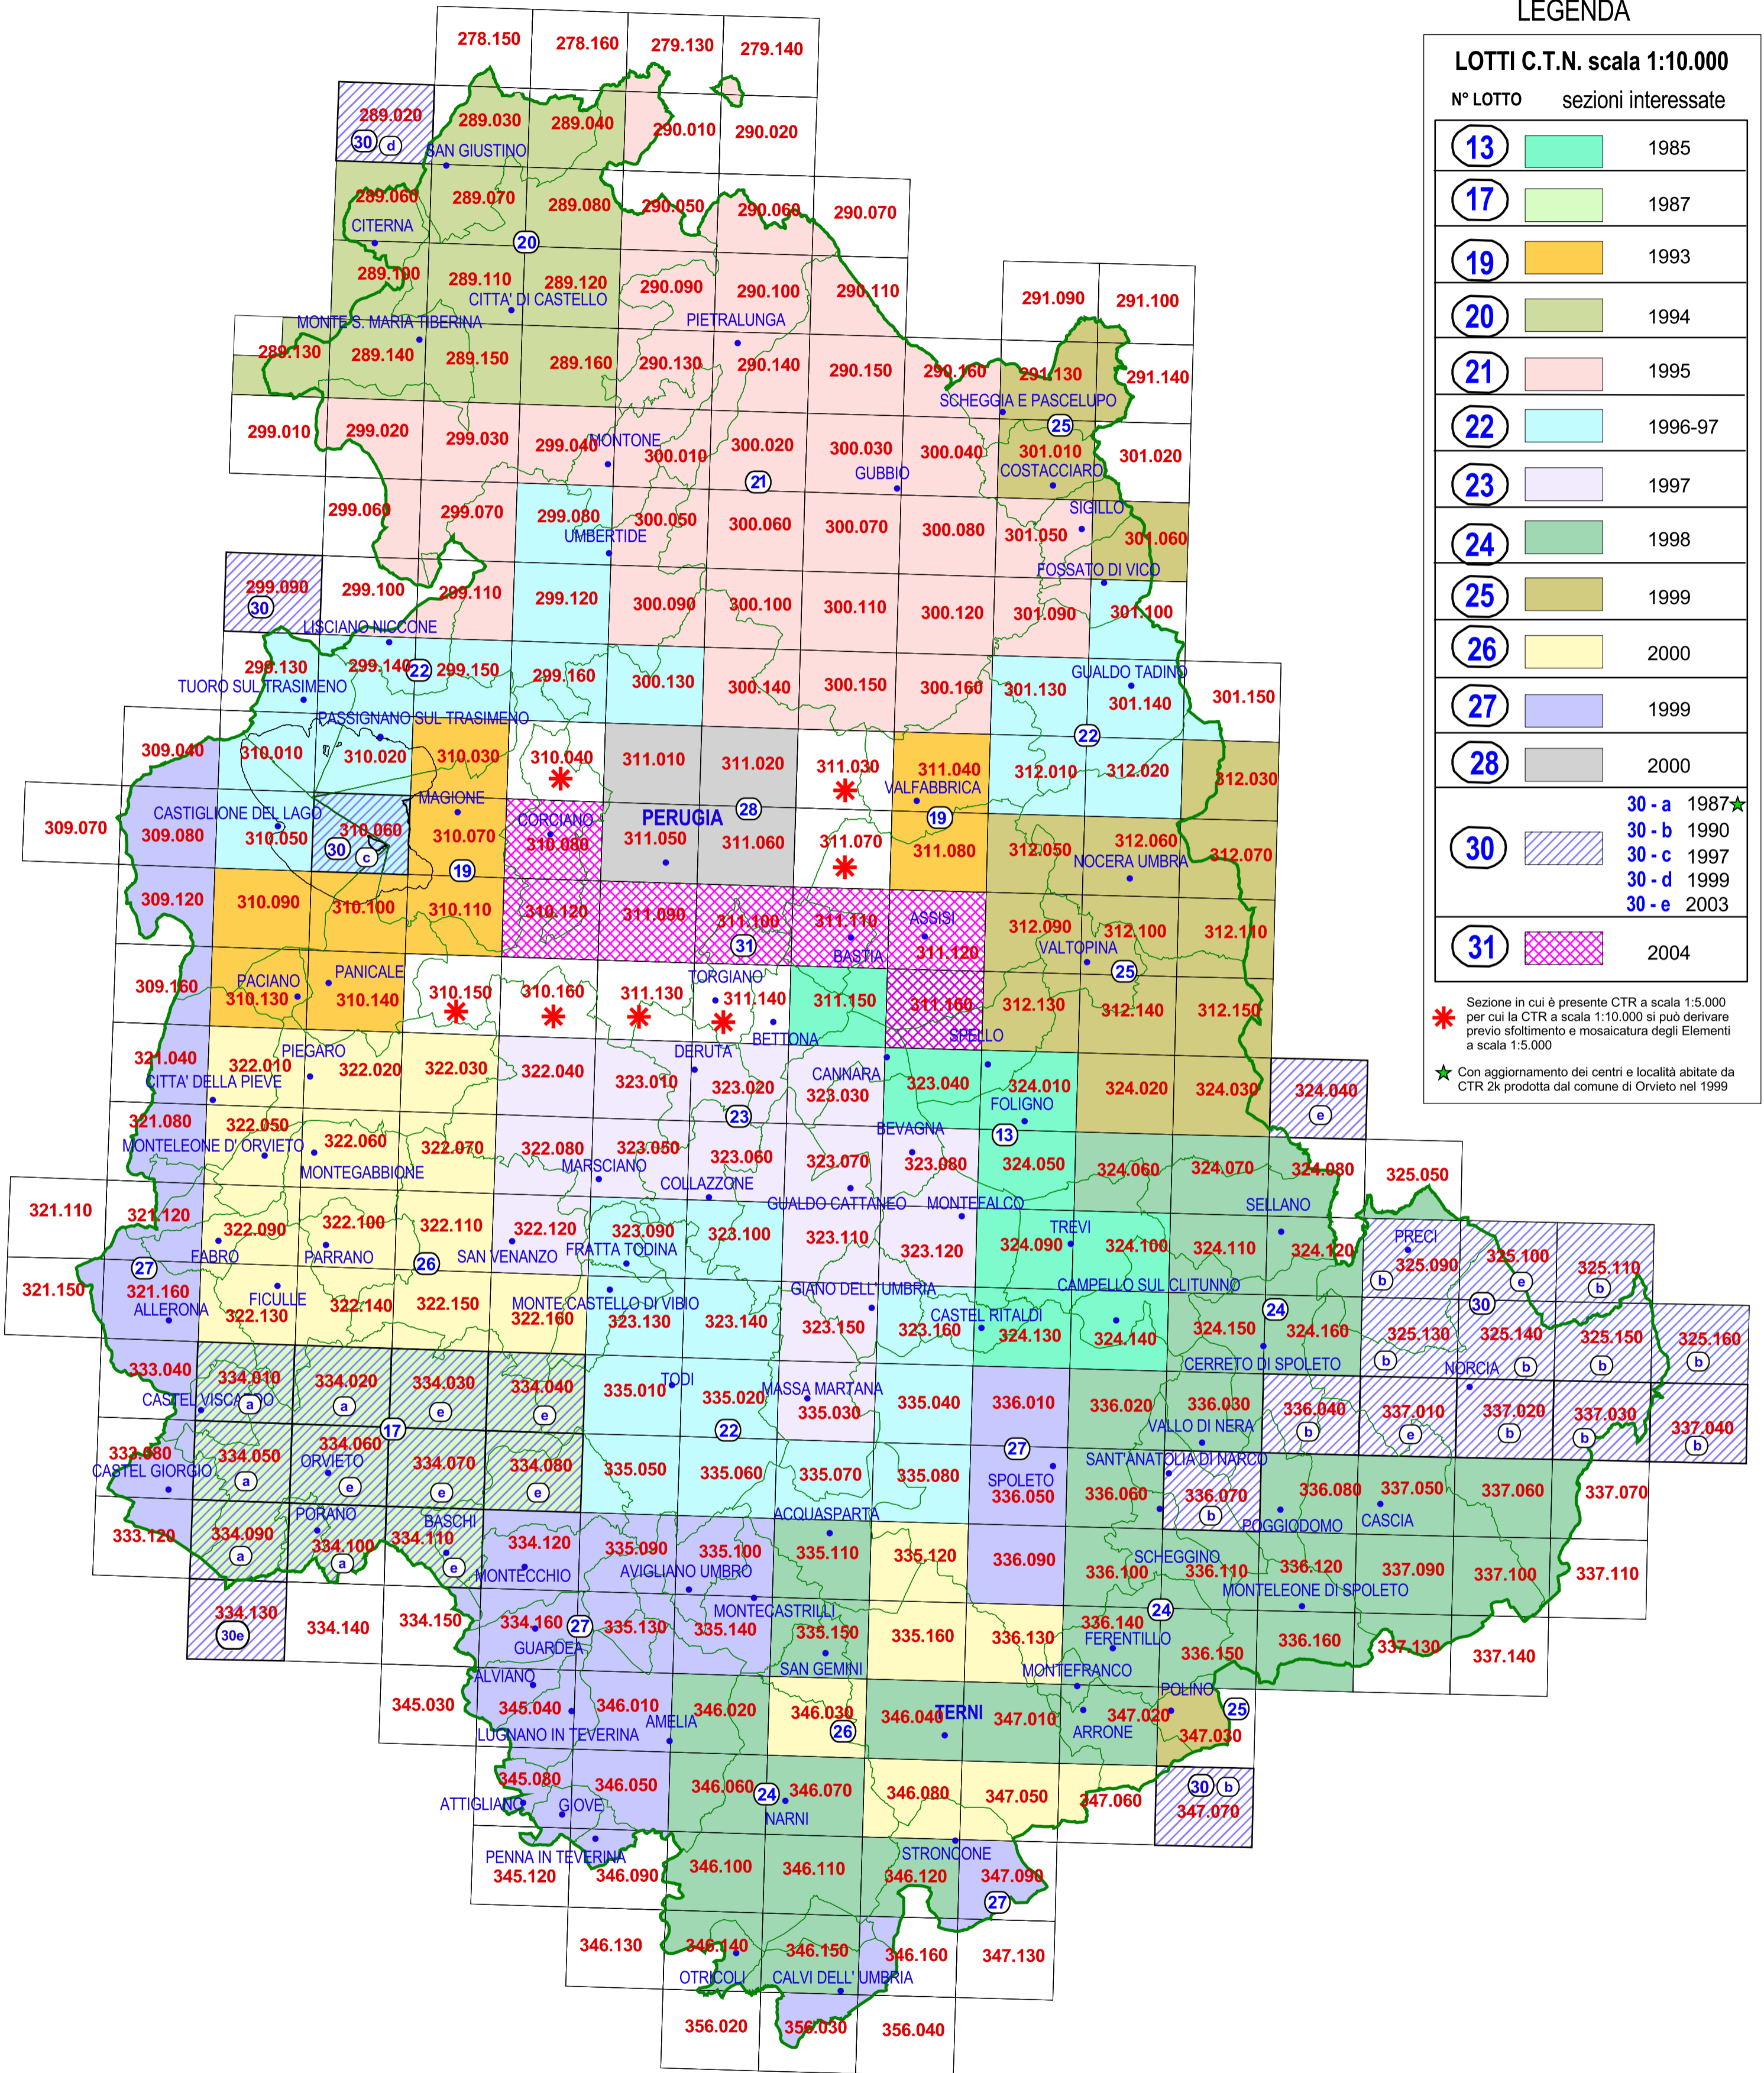 LEGENDA
LOTTI C.T.N. scala 1:10.000
N° LOTTO sezioni interessate
13 1985
17 1987
19 1993
20 1994
21 1995
22 1996-97
23 1997
24 1998
25 1999
26 2000
27 1999
28 2000
30
30 - a 1987
30 - b 1990
30 - c 1997
30 - d 1999
30 - e 2003
31 2004
Sezione in cui è presente CTR a scala 1:5.000
per cui la CTR a scala 1:10.000 si può derivare
previo sfoltimento e mosaicatura degli Elementi
a scala 1:5.000
Con aggiornamento dei centri e località abitate da
CTR 2k prodotta dal comune di Orvieto nel 1999
278.150 278.160 279.130 279.140
289.020 289.030 289.040 290.010 290.020
30 d
SAN GIUSTINO
289.060 289.070 289.080 290.050 290.060 290.070
CITERNA
20
289.100 289.110 289.120 290.090 290.100 290.110 291.090 291.100
CITTA' DI CASTELLO
MONTE S. MARIA TIBERINA PIETRALUNGA
289.130 289.140 289.150 289.160 290.130 290.140 290.150 290.160 291.130 291.140
SCHEGGIA E PASCELUPO
25
299.010 299.020 299.030 299.040 300.010 300.020 300.030 300.040 301.010 301.020
MONTONE GUBBIO COSTACCIARO
21
SIGILLO
299.060 299.070 299.080 300.050 300.060 300.070 300.080 301.050 301.060
UMBERTIDE
FOSSATO DI VICO
299.090 299.100 299.110 299.120 300.090 300.100 300.110 300.120 301.090 301.100
30
LISCIANO NICCONE
299.130 299.140 22 299.150 299.160 300.130 300.140 300.150 300.160 301.130 301.140 301.150
GUALDO TADINO
TUORO SUL TRASIMENO
PASSIGNANO SUL TRASIMENO
22
309.040 310.010 310.020 310.030 310.040 311.010 311.020 311.030 311.040 312.010 312.020 312.030
MAGIONE VALFABBRICA
CASTIGLIONE DEL LAGO CORCIANO PERUGIA 28 19
309.070 309.080 310.050 310.060 310.070 310.080 311.050 311.060 311.070 311.080 312.050 312.060 312.070
30 c 19
NOCERA UMBRA
309.120 310.090 310.100 310.110 310.120 311.090 311.100 311.110 311.120 312.090 312.100 312.110
ASSISI
31 BASTIA VALTOPINA
25
PACIANO PANICALE TORGIANO
309.160 310.130 310.140 310.150 310.160 311.130 311.140 311.150 311.160 312.130 312.140 312.150
BETTONA SPELLO
PIEGARO DERUTA
321.040 322.010 322.020 322.030 322.040 323.010 323.020 323.030 323.040 324.010 324.020 324.030 324.040
CITTA' DELLA PIEVE CANNARA FOLIGNO e
23
321.080 322.050 322.060 322.070 322.080 323.050 323.060 323.070 323.080 324.050 324.060 324.070 324.080 325.050
MONTELEONE D' ORVIETO BEVAGNA 13
MONTEGABBIONE MARSCIANO
COLLAZZONE GUALDO CATTANEO MONTEFALCO SELLANO
321.110 321.120 322.090 322.100 322.110 322.120 323.090 323.100 323.110 323.120 324.090 324.100 324.110 324.120 325.090 325.100 325.110
TREVI PRECI
FABRO PARRANO SAN VENANZO FRATTA TODINA
27 26 b e b
GIANO DELL' UMBRIA CAMPELLO SUL CLITUNNO
321.150 321.160 322.130 322.140 322.150 322.160 323.130 323.140 323.150 323.160 324.130 324.140 324.150 324.160 325.130 325.140 325.150 325.160
ALLERONA FICULLE MONTE CASTELLO DI VIBIO CASTEL RITALDI
24 30 b b b b
CERRETO DI SPOLETO NORCIA
333.040 334.010 334.020 334.030 334.040 335.010 335.020 335.030 335.040 336.010 336.020 336.030 336.040 337.010 337.020 337.030 337.040
CASTEL VISCARDO TODI MASSA MARTANA VALLO DI NERA
a a e e b e b b b
17 22 27
333.080 334.050 334.060 334.070 334.080 335.050 335.060 335.070 335.080 336.050 336.060 336.070 336.080 337.050 337.060 337.070
CASTEL GIORGIO ORVIETO SPOLETO SANT'ANATOLIA DI NARCO
a e e e b
PORANO BASCHI ACQUASPARTA POGGIODOMO CASCIA
333.120 334.090 334.100 334.110 334.120 335.090 335.100 335.110 335.120 336.090 336.100 336.110 336.120 337.090 337.100 337.110
a a e
MONTECCHIO AVIGLIANO UMBRO SCHEGGINO MONTELEONE DI SPOLETO
MONTECASTRILLI
334.130 334.140 334.150 334.160 335.130 335.140 335.150 335.160 336.130 336.140 336.150 336.160 337.130 337.140
30e 27 24
GUARDEA SAN GEMINI FERENTILLO
ALVIANO MONTEFRANCO POLINO
345.030 345.040 346.010 346.020 346.030 346.040 347.010 347.020 347.030
LUGNANO IN TEVERINA AMELIA 26 TERNI ARRONE 25
345.080 346.050 346.060 346.070 346.080 347.050 347.060 347.070
ATTIGLIANO GIOVE 24 NARNI 30 b
PENNA IN TEVERINA STRONCONE
345.120 346.090 346.100 346.110 346.120 347.090
27
346.130 346.140 346.150 346.160 347.130
OTRICOLI CALVI DELL' UMBRIA
356.020 356.030 356.040